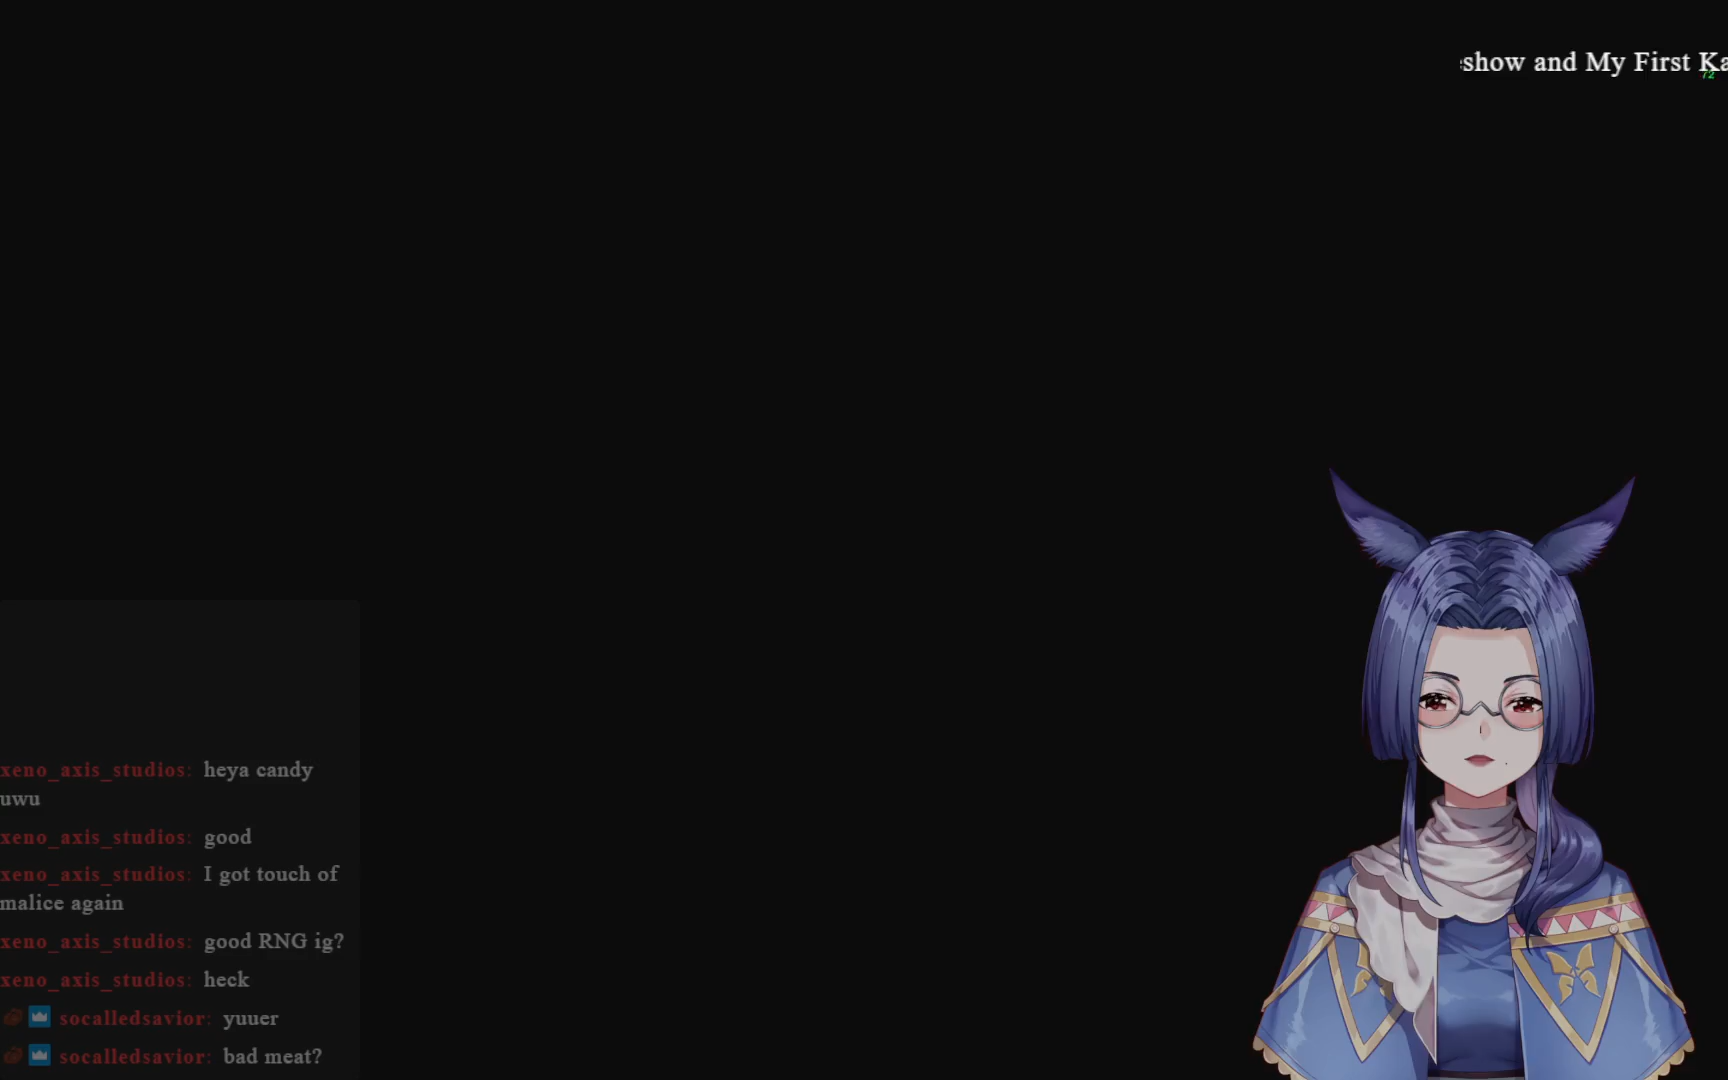 show and My First Ka
72
xeno_axis_studios: heya candy
uwu
xeno_axis_studios: good
xeno_axis_studios: I got touch of
malice again
xeno_axis_studios: good RNG ig?
xeno_axis_studios: heck
socalledsavior: yuuer
socalledsavior: bad meat?